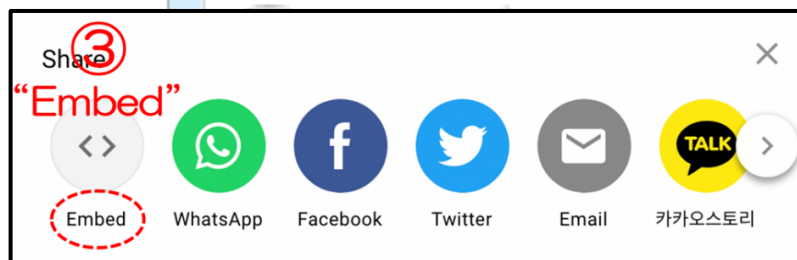 Share
③
“Embed”
f
TALK
Embed
WhatsApp
Facebook
Twitter
Email
카카오스토리